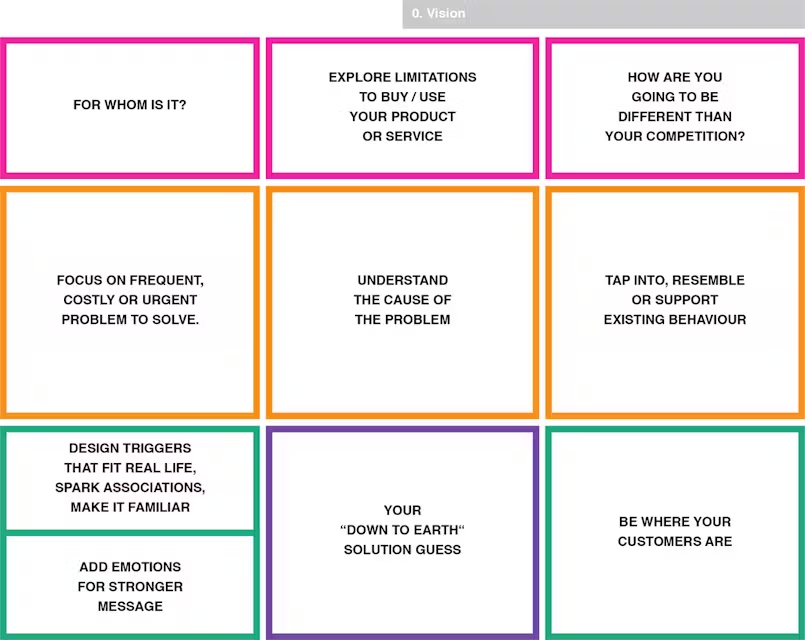 0. Vision
FOR WHOM IS IT?
EXPLORE LIMITATIONS
TO BUY / USE
YOUR PRODUCT
OR SERVICE
HOW ARE YOU
GOING TO BE
DIFFERENT THAN
YOUR COMPETITION?
FOCUS ON FREQUENT,
COSTLY OR URGENT
PROBLEM TO SOLVE.
UNDERSTAND
THE CAUSE OF
THE PROBLEM
TAP INTO, RESEMBLE
OR SUPPORT
EXISTING BEHAVIOUR
DESIGN TRIGGERS
THAT FIT REAL LIFE,
SPARK ASSOCIATIONS,
MAKE IT FAMILIAR
ADD EMOTIONS
FOR STRONGER
MESSAGE
YOUR
“DOWN TO EARTH“
SOLUTION GUESS
BE WHERE YOUR
CUSTOMERS ARE